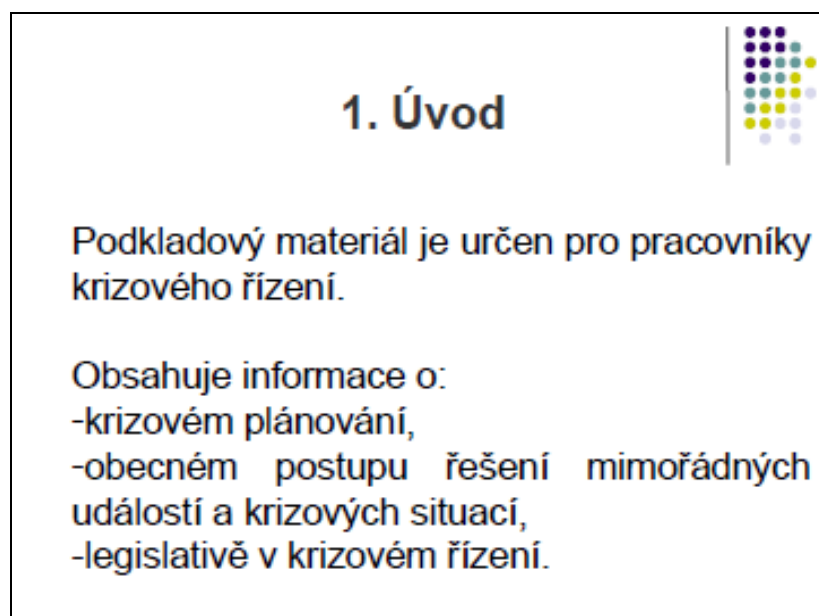 1. Úvod
Podkladový materiál je určen pro pracovníky
krizového řízení.
Obsahuje informace o:
-krizovém plánování,
-obecném postupu řešení mimořádných
událostí a krizových situací,
-legislativě v krizovém řízení.